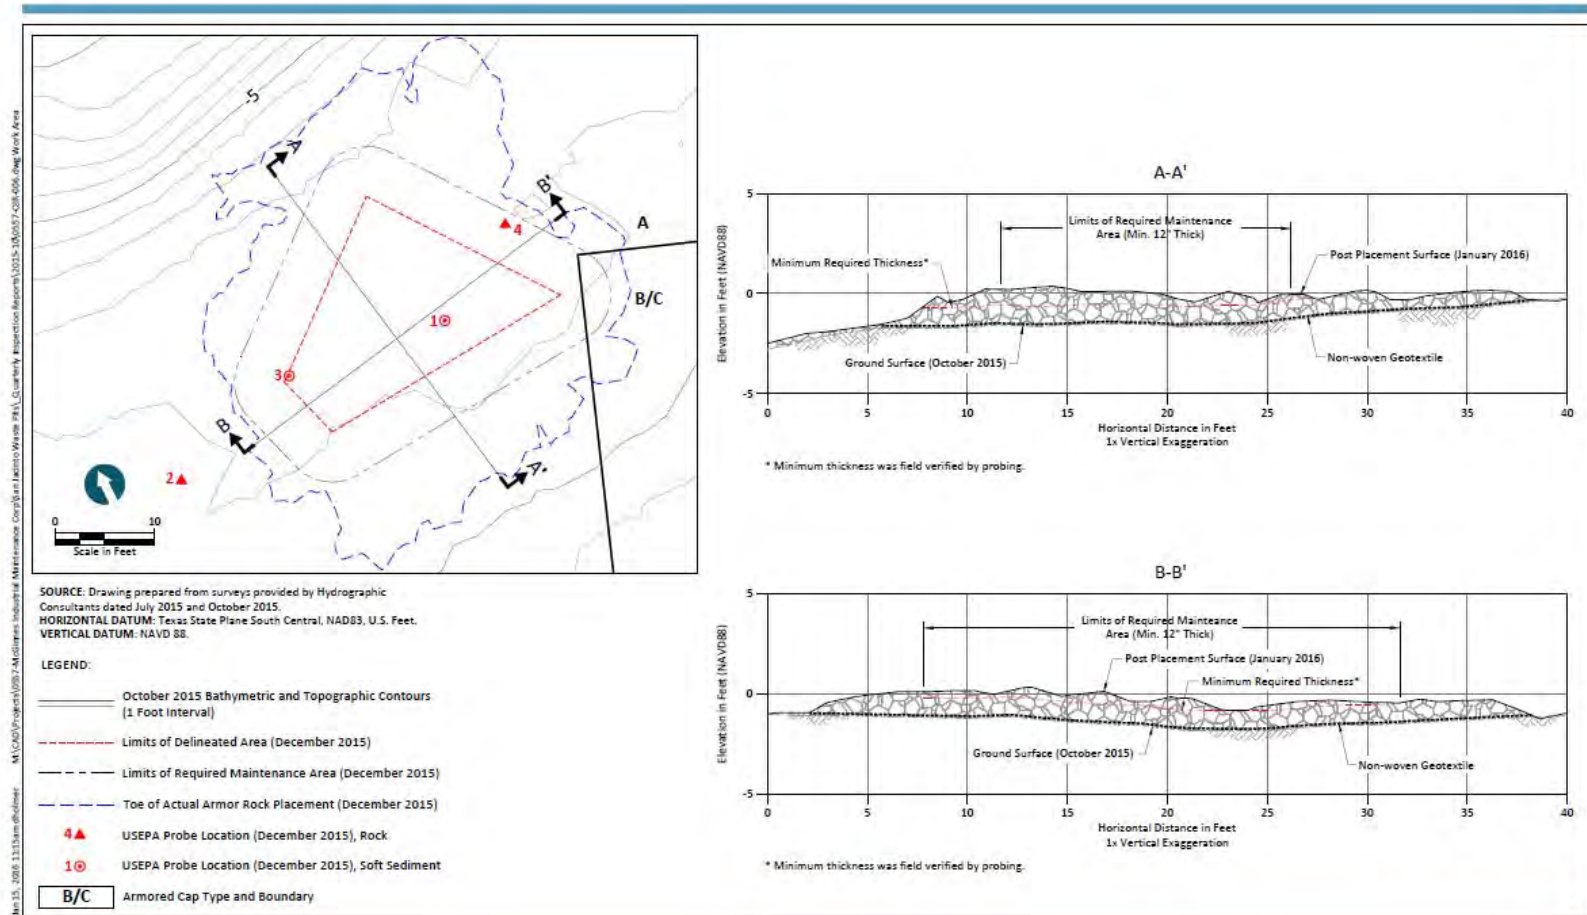 -5
A
B'
4
A
B/C
1
3
B
A'
2
0 10
Scale in Feet
SOURCE: Drawing prepared from surveys provided by Hydrographic
Consultants dated July 2015 and October 2015.
HORIZONTAL DATUM: Texas State Plane South Central, NAD83, U.S. Feet.
VERTICAL DATUM: NAVD 88.
LEGEND:
October 2015 Bathymetric and Topographic Contours
(1 Foot Interval)
Limits of Delineated Area (December 2015)
Limits of Required Maintenance Area (December 2015)
Toe of Actual Armor Rock Placement (December 2015)
4 USEPA Probe Location (December 2015), Rock
1 USEPA Probe Location (December 2015), Soft Sediment
B/C Armored Cap Type and Boundary
A-A'
Elevation in Feet (NAVD88)
5
0
-5
Limits of Required Maintenance
Area (Min. 12" Thick)
Minimum Required Thickness*
Post Placement Surface (January 2016)
Ground Surface (October 2015)
Non-woven Geotextile
0 5 10 15 20 25 30 35 40
Horizontal Distance in Feet
1x Vertical Exaggeration
* Minimum thickness was field verified by probing.
B-B'
Elevation in Feet (NAVD88)
5
0
-5
Limits of Required Mainteance
Area (Min. 12" Thick)
Post Placement Surface (January 2016)
Minimum Required Thickness*
Ground Surface (October 2015)
Non-woven Geotextile
0 5 10 15 20 25 30 35 40
Horizontal Distance in Feet
1x Vertical Exaggeration
* Minimum thickness was field verified by probing.